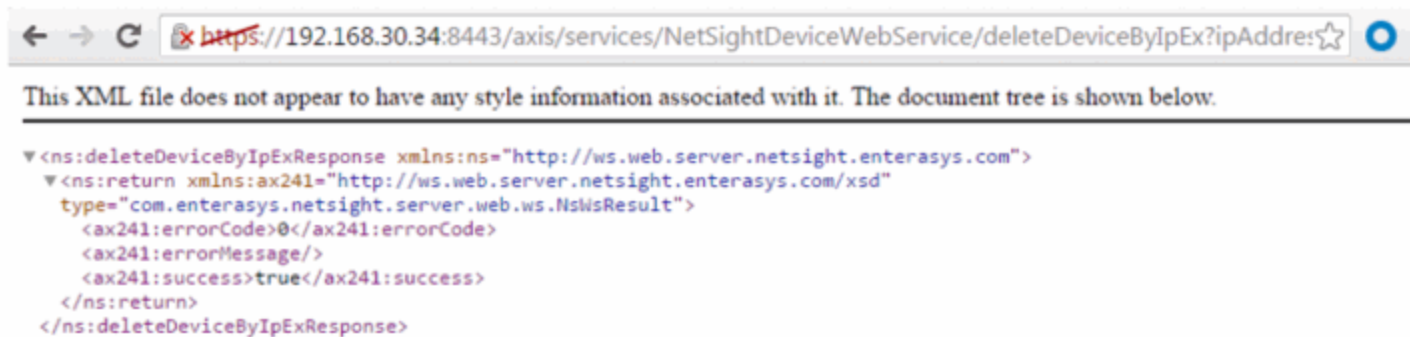 https://192.168.30.34:8443/axis/services/NetSightDeviceWebService/deleteDeviceByIpEx?ipAddres
This XML file does not appear to have any style information associated with it. The document tree is shown below.
▼<ns:deleteDeviceByIpExResponse xmlns:ns="http://ws.web.server.netsight.enterasys.com">
▼<ns:return xmlns:ax241="http://ws.web.server.netsight.enterasys.com/xsd"
type="com.enterasys.netsight.server.web.ws.NsWsResult">
<ax241:errorCode>0</ax241:errorCode>
<ax241:errorMessage/>
<ax241:success>true</ax241:success>
</ns:return>
</ns:deleteDeviceByIpExResponse>